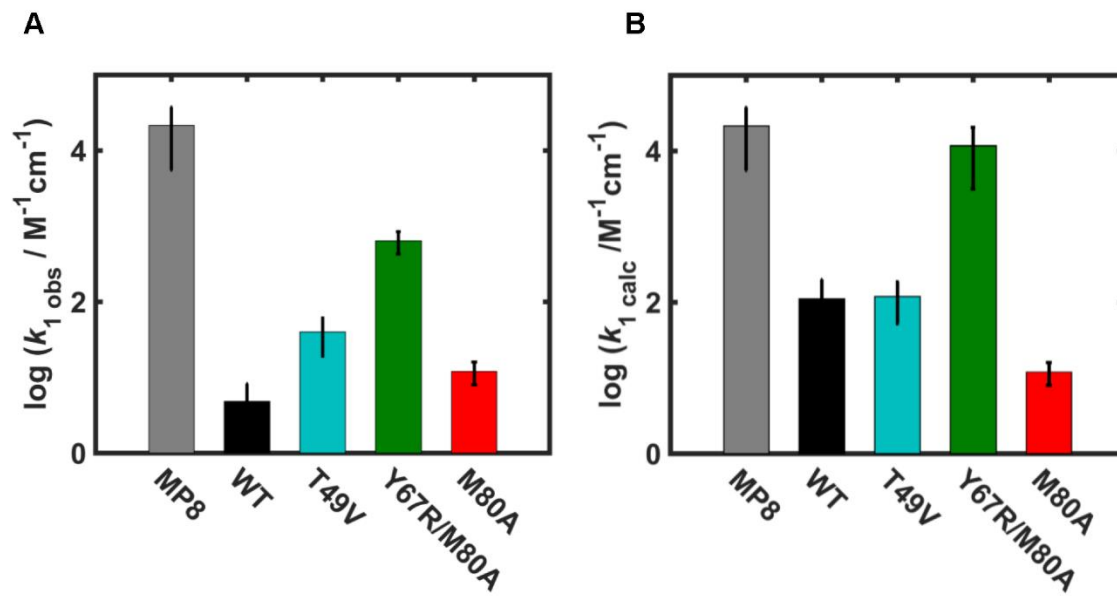 A
log (k1 obs / M-1cm-1)
4
2
0
MP8
WT
T49V
Y67R/M80A
M80A
B
log (k1 calc /M-1cm-1)
4
2
0
MP8
WT
T49V
Y67R/M80A
M80A